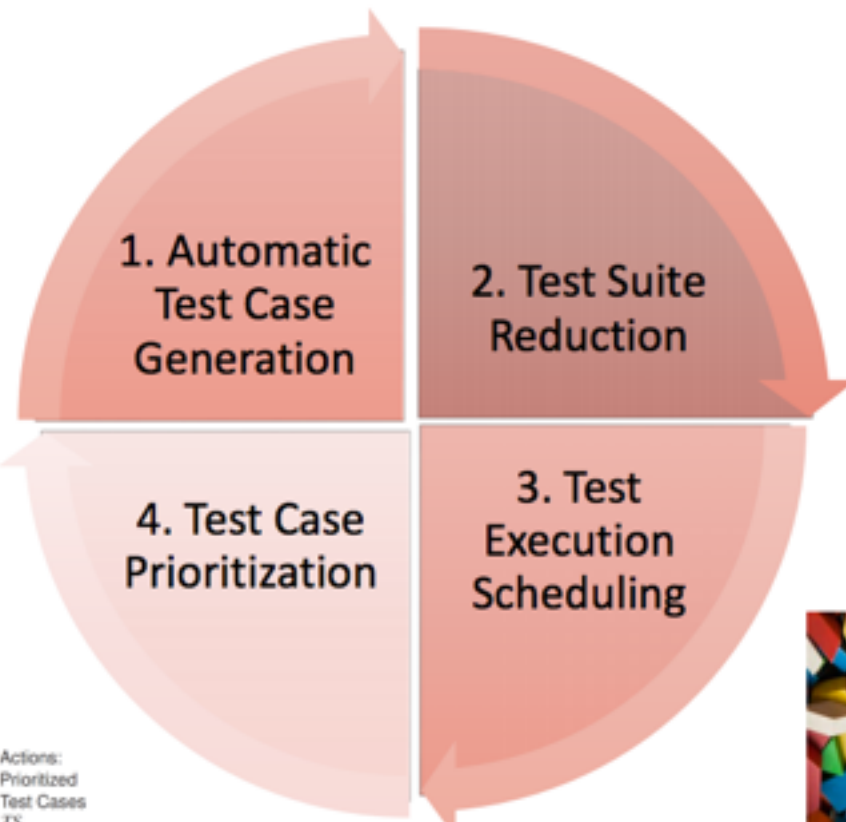 1. Automatic
Test Case
Generation
2. Test Suite
Reduction
3. Test
Execution
Scheduling
4. Test Case
Prioritization
Actions:
Prioritized
Test Cases
TS